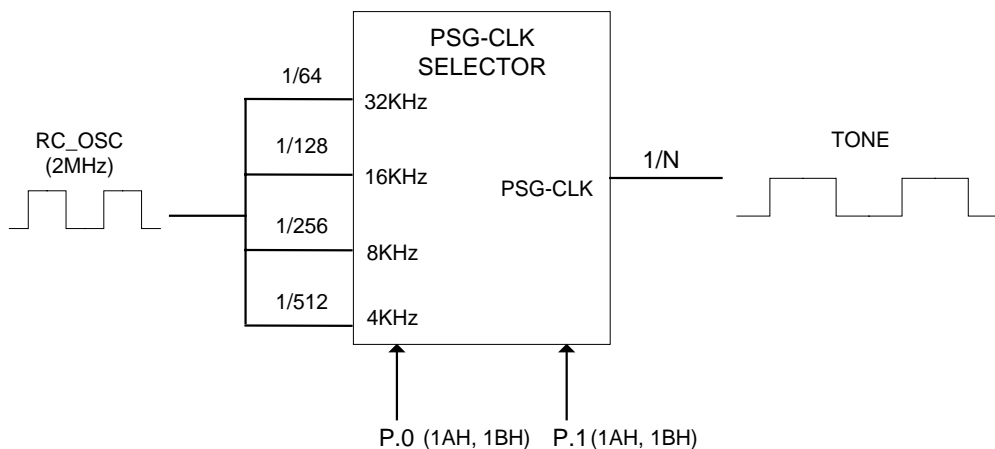 PSG-CLK
SELECTOR
1/64
32KHz
RC_OSC
(2MHz)
1/128
16KHz
1/N
TONE
PSG-CLK
1/256
8KHz
1/512
4KHz
P.0 (1AH, 1BH)
P.1 (1AH, 1BH)